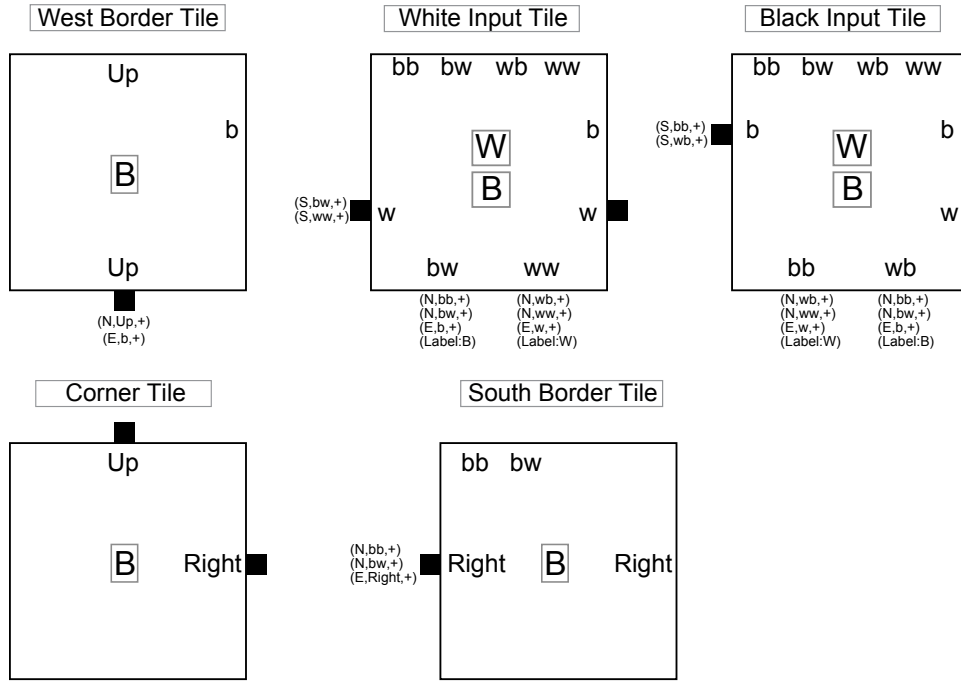 West Border Tile
White Input Tile
Black Input Tile
Up
b
B
Up
(N,Up,+)
(E,b,+)
bb bw wb ww
b
W
B
(S,bw,+)
(S,ww,+)
w
w
bw ww
(N,bb,+) (N,wb,+)
(N,bw,+) (N,ww,+)
(E,b,+) (E,w,+)
(Label:B) (Label:W)
bb bw wb ww
(S,bb,+)
(S,wb,+)
b
b
W
B
w
bb wb
(N,wb,+) (N,bb,+)
(N,ww,+) (N,bw,+)
(E,w,+) (E,b,+)
(Label:W) (Label:B)
Corner Tile
South Border Tile
Up
B
Right
bb bw
(N,bb,+)
(N,bw,+)
(E,Right,+)
Right
B
Right